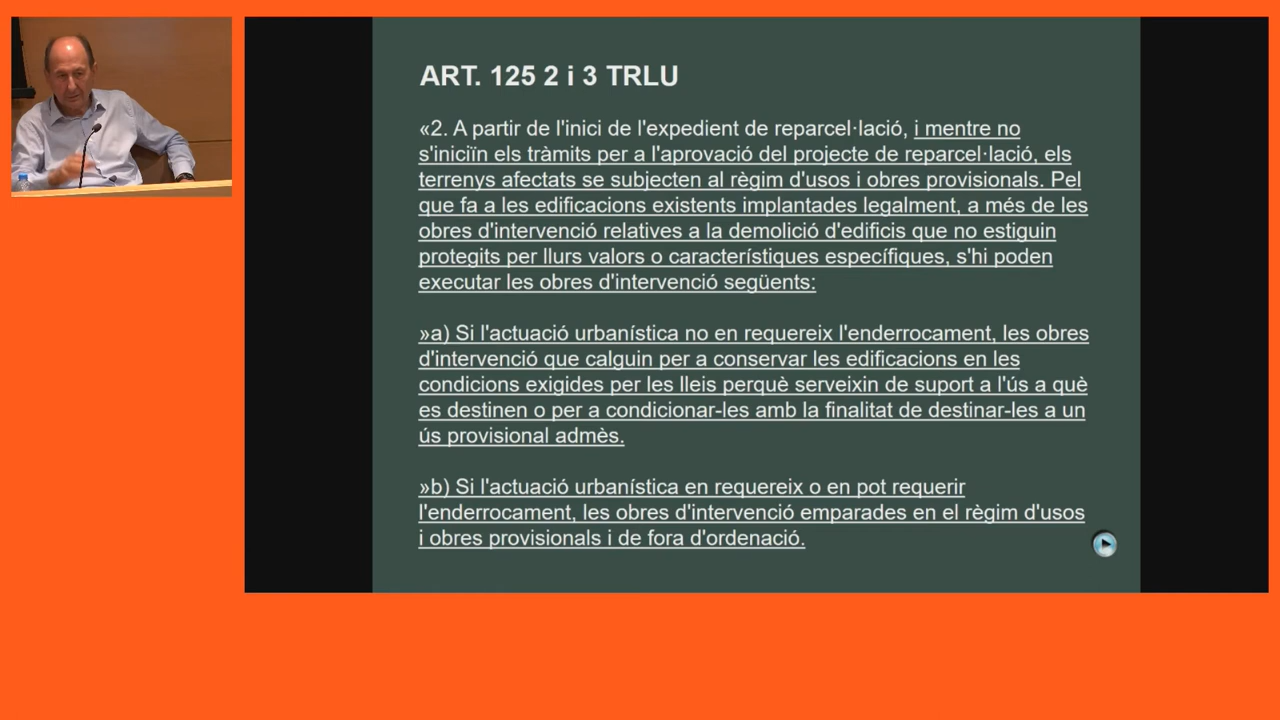 ART. 125 2 i 3 TRLU
«2. A partir de l'inici de l'expedient de reparcel·lació, i mentre no
s'iniciïn els tràmits per a l'aprovació del projecte de reparcel·lació, els
terrenys afectats se subjecten al règim d'usos i obres provisionals. Pel
que fa a les edificacions existents implantades legalment, a més de les
obres d'intervenció relatives a la demolició d'edificis que no estiguin
protegits per llurs valors o característiques específiques, s'hi poden
executar les obres d'intervenció següents:
»a) Si l'actuació urbanística no en requereix l'enderrocament, les obres
d'intervenció que calguin per a conservar les edificacions en les
condicions exigides per les lleis perquè serveixin de suport a l'ús a què
es destinen o per a condicionar-les amb la finalitat de destinar-les a un
ús provisional admès.
»b) Si l'actuació urbanística en requereix o en pot requerir
l'enderrocament, les obres d'intervenció emparades en el règim d'usos
i obres provisionals i de fora d'ordenació.